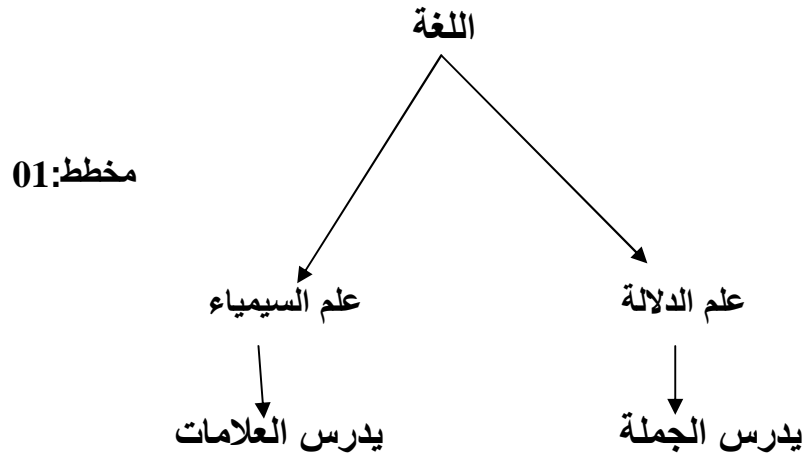 اللغة
مخطط:01
علم الدلالة
علم السيمياء
يدرس الجملة
يدرس العلامات